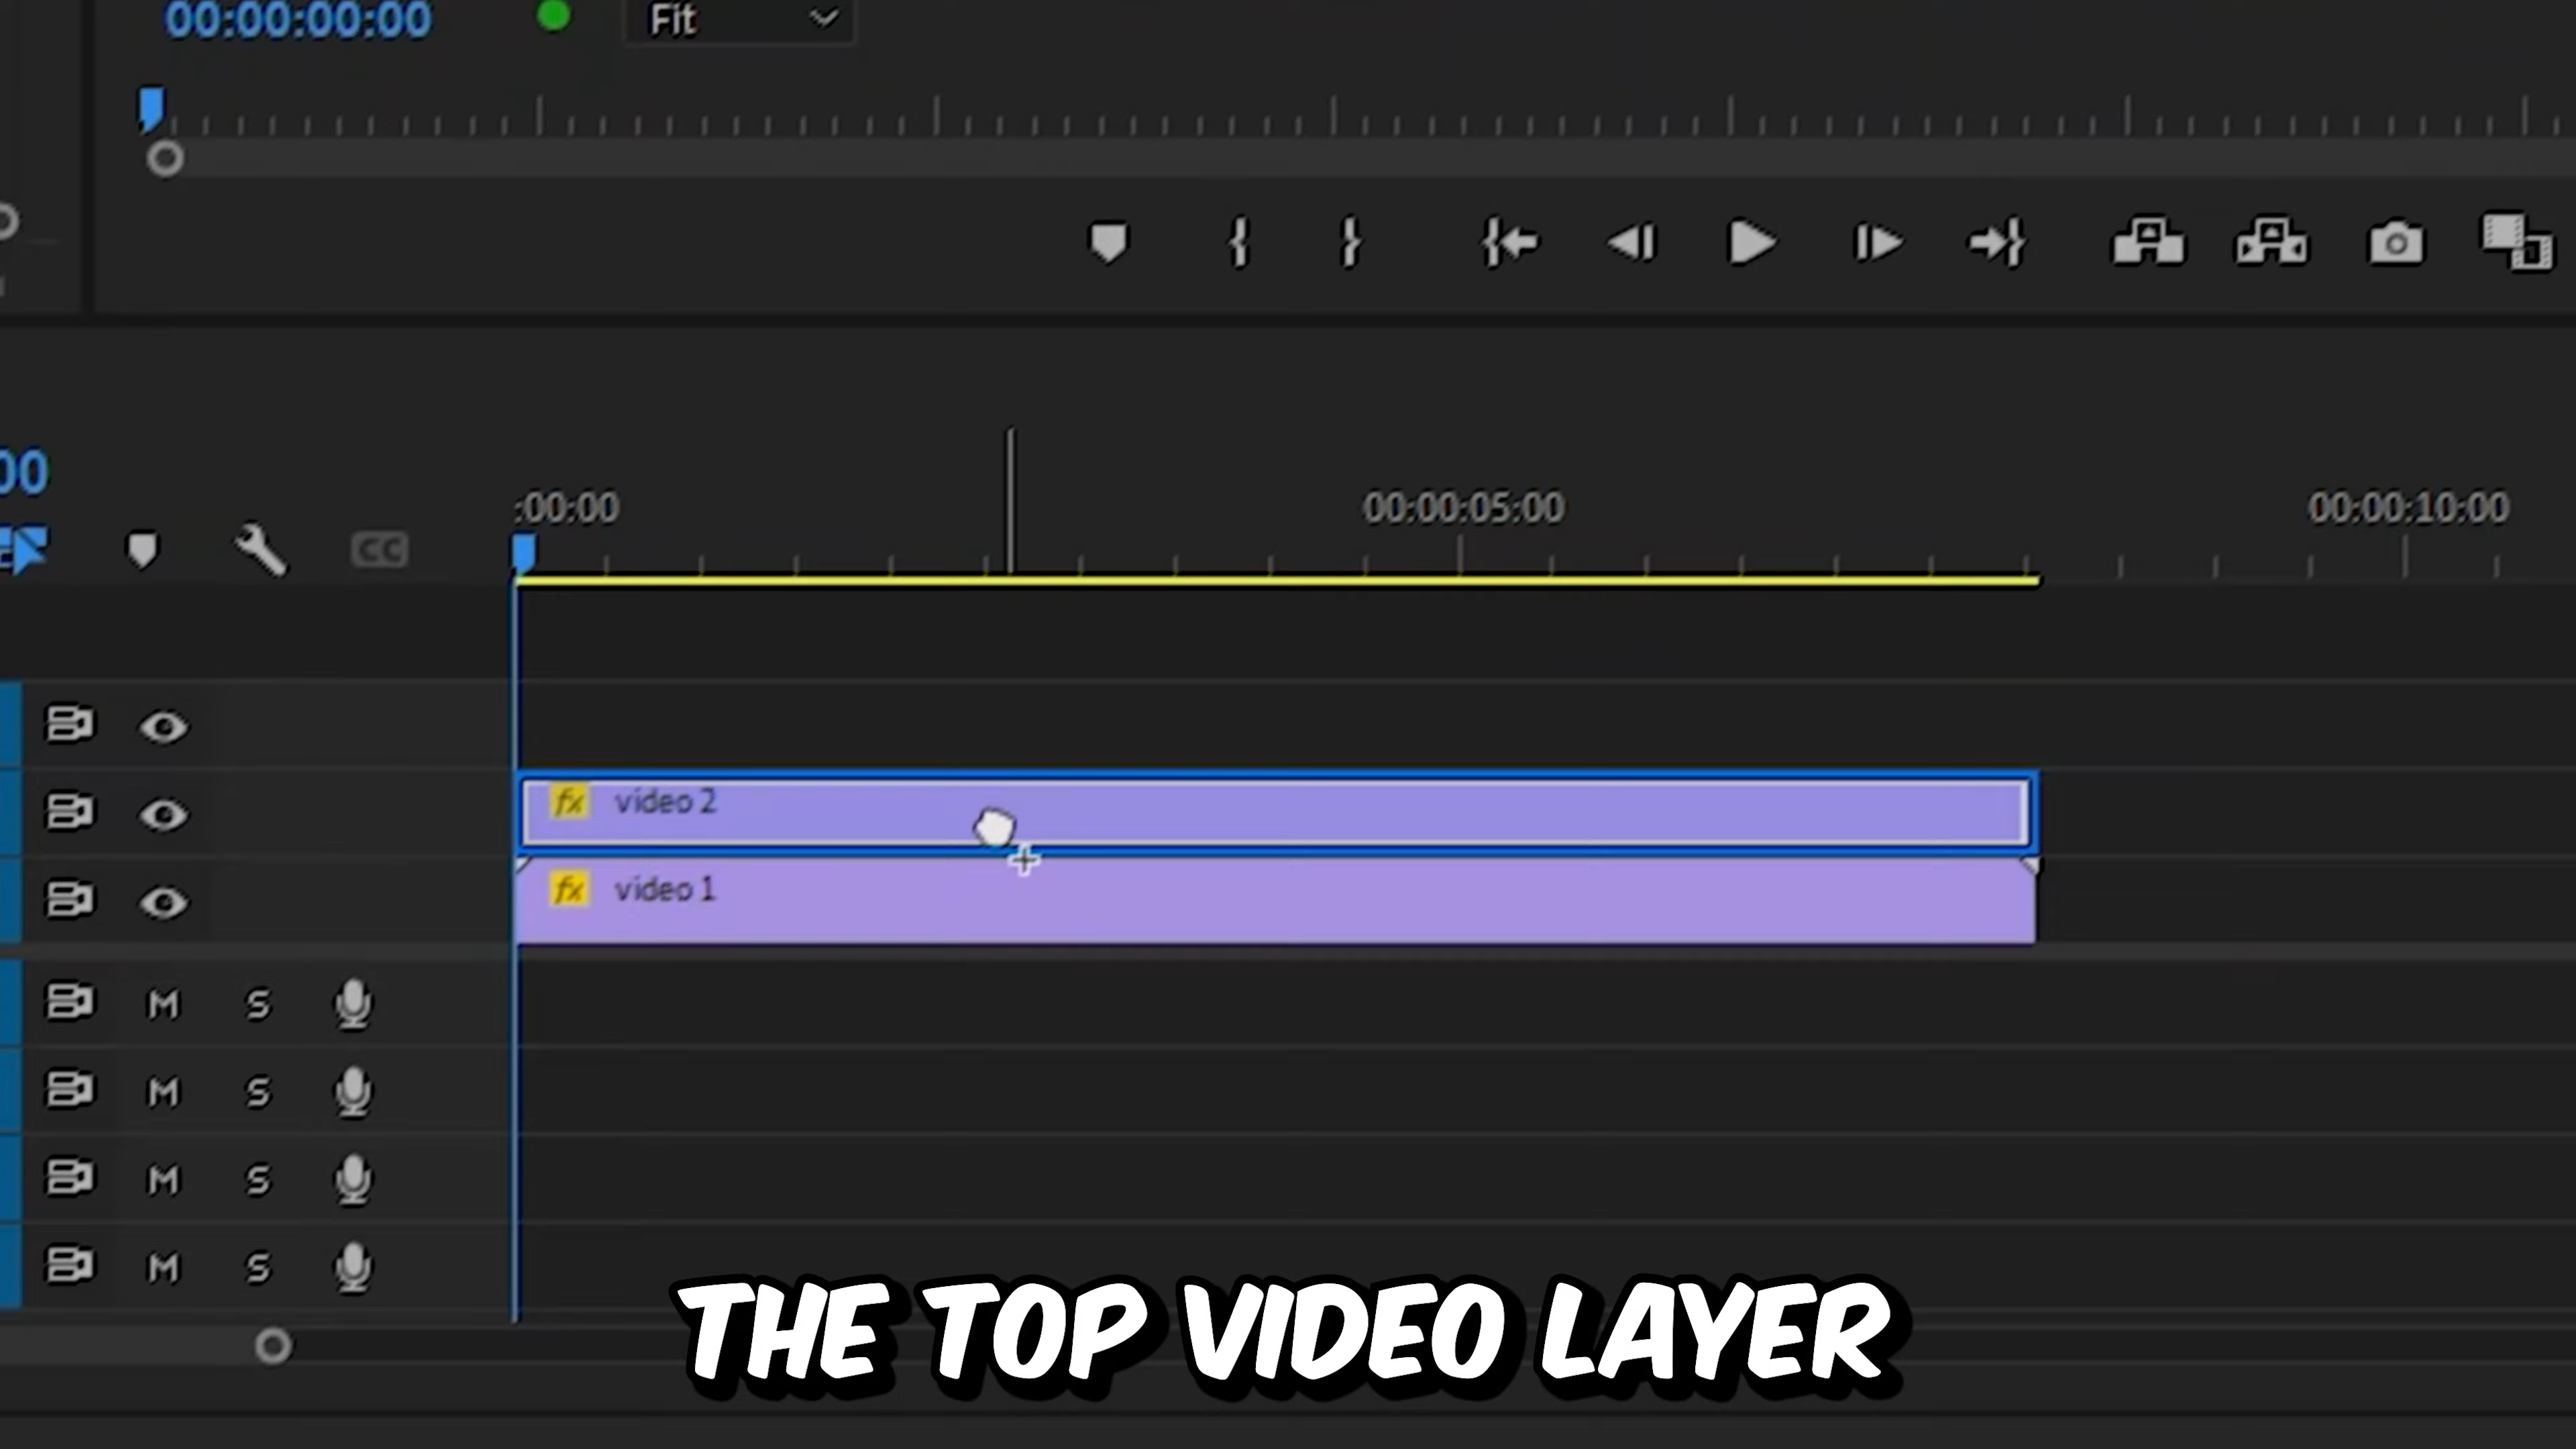 00:00:00:00
Fit
00
:00:00
00:00:05:00
00:00:10:00
CC
fx video 2
fx video 1
M S
M S
M S
M S
THE TOP VIDEO LAYER